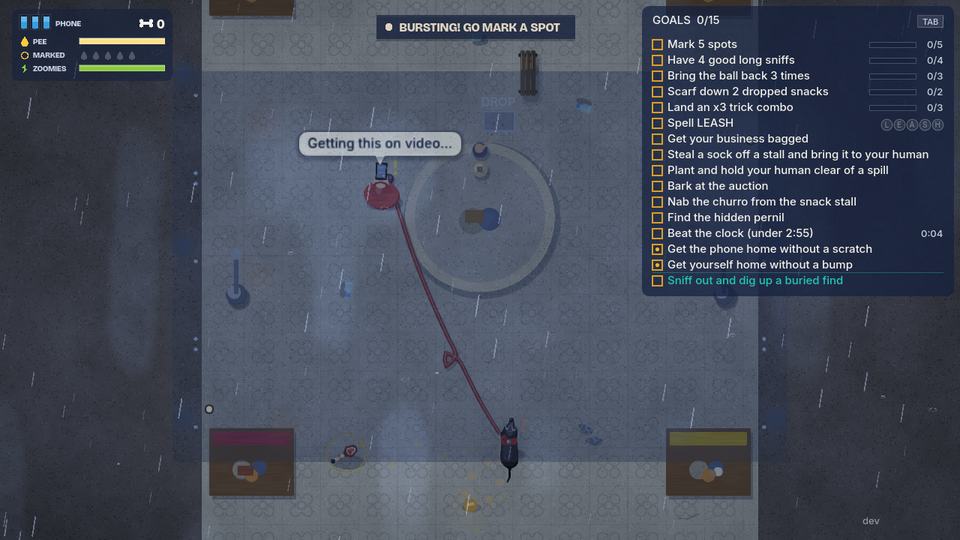 PHONE
0
PEE
MARKED
ZOOMIES
BURSTING! GO MARK A SPOT
DROP
Getting this on video...
GOALS 0/15
TAB
Mark 5 spots 0/5
Have 4 good long sniffs 0/4
Bring the ball back 3 times 0/3
Scarf down 2 dropped snacks 0/2
Land an x3 trick combo 0/3
Spell LEASH L E A S H
Get your business bagged
Steal a sock off a stall and bring it to your human
Plant and hold your human clear of a spill
Bark at the auction
Nab the churro from the snack stall
Find the hidden pernil
Beat the clock (under 2:55) 0:04
Get the phone home without a scratch
Get yourself home without a bump
Sniff out and dig up a buried find
dev